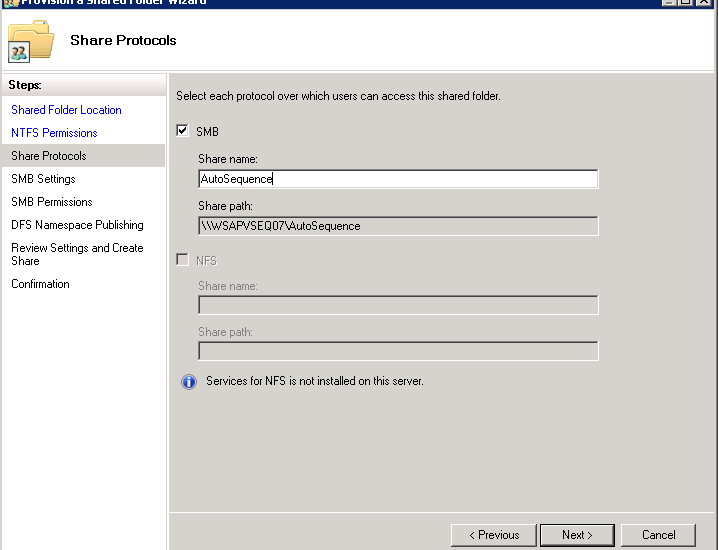 Provision a Shared Folder Wizard
Share Protocols
Steps:
Shared Folder Location
NTFS Permissions
Share Protocols
SMB Settings
SMB Permissions
DFS Namespace Publishing
Review Settings and Create
Share
Confirmation
Select each protocol over which users can access this shared folder.
SMB
Share name:
AutoSequence
Share path:
\\WSAPVSEQ07\AutoSequence
NFS
Share name:
Share path:
Services for NFS is not installed on this server.
< Previous
Next >
Cancel